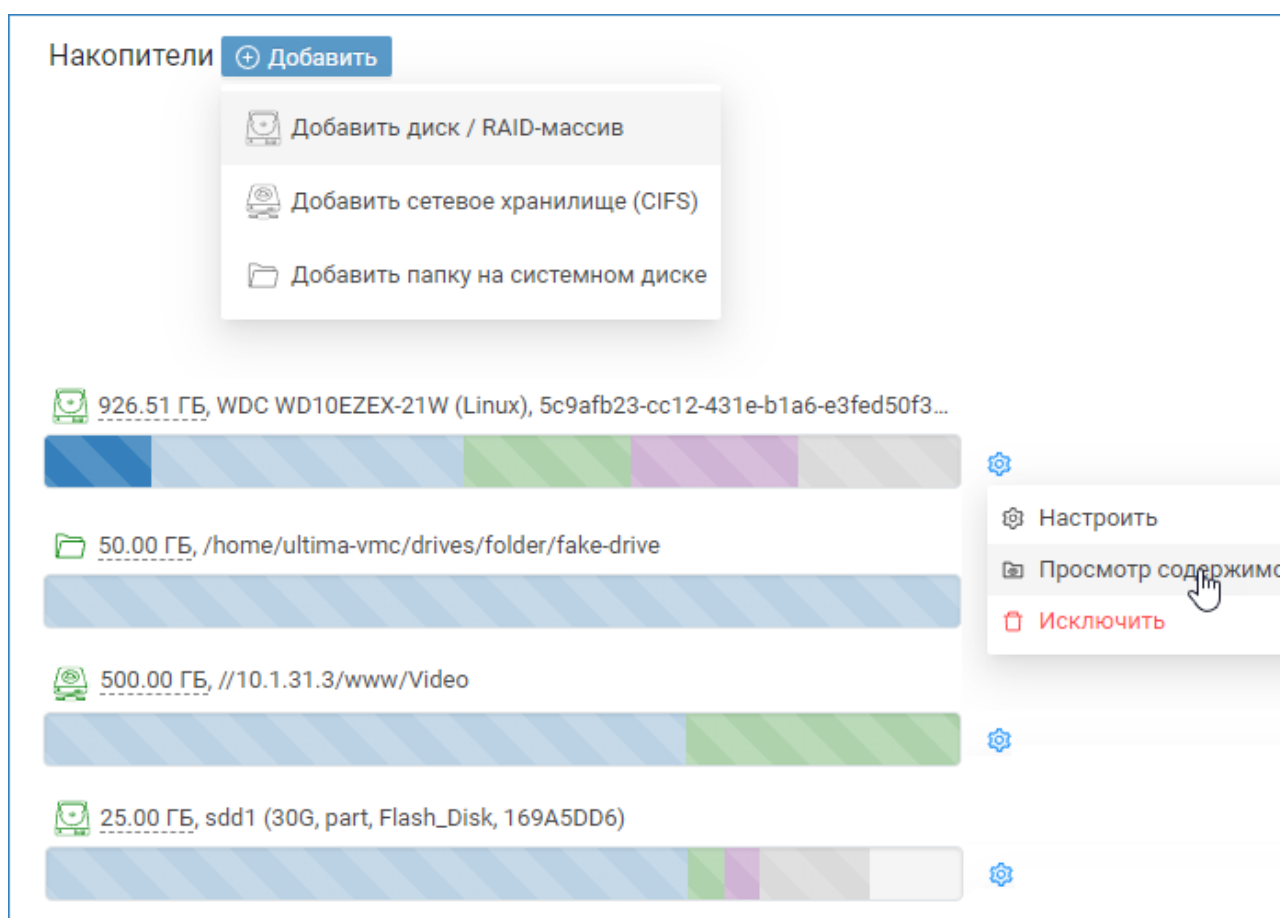 Накопители Добавить
Добавить диск / RAID-массив
Добавить сетевое хранилище (CIFS)
Добавить папку на системном диске
926.51 ГБ, WDC WD10EZEX-21W (Linux), 5c9afb23-cc12-431e-b1a6-e3fed50f3...
50.00 ГБ, /home/ultima-vmc/drives/folder/fake-drive
Настроить
Просмотр содержимо
Исключить
500.00 ГБ, //10.1.31.3/www/Video
25.00 ГБ, sdd1 (30G, part, Flash_Disk, 169A5DD6)